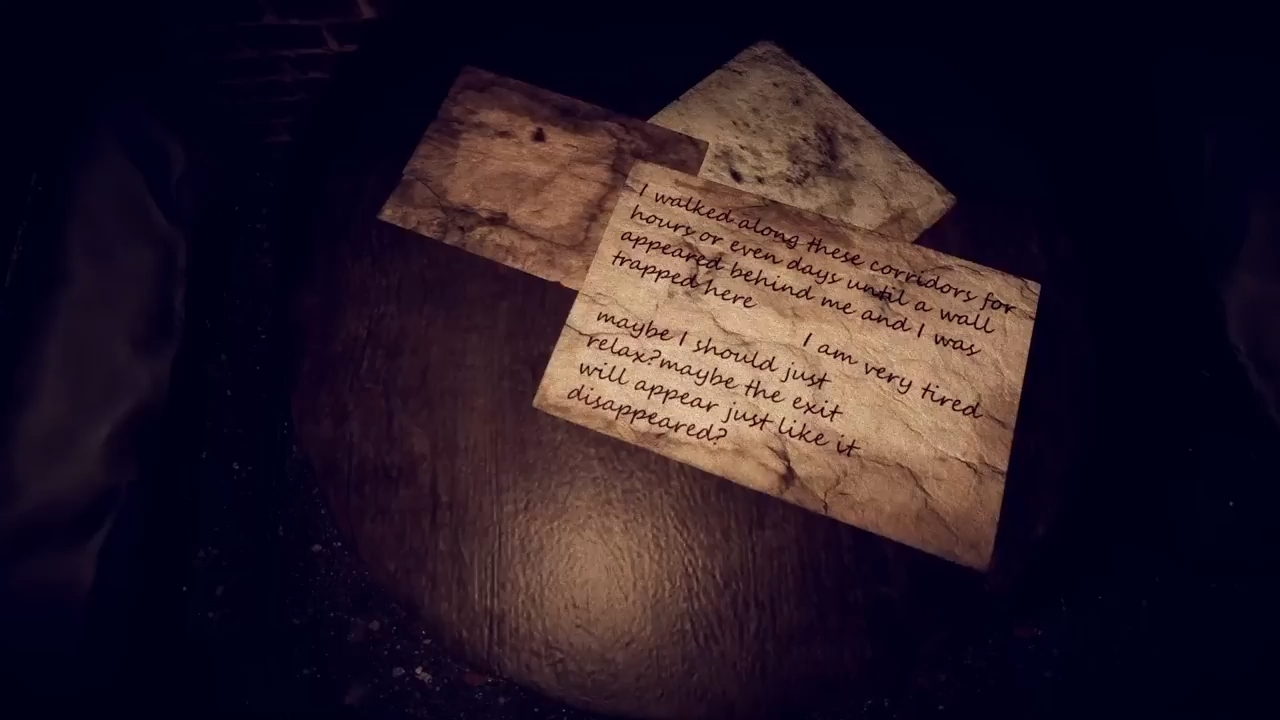 I walked along these corridors for
hours or even days until a wall
appeared behind me and I was
trapped here
I am very tired
maybe I should just
relax?maybe the exit
will appear just like it
disappeared?